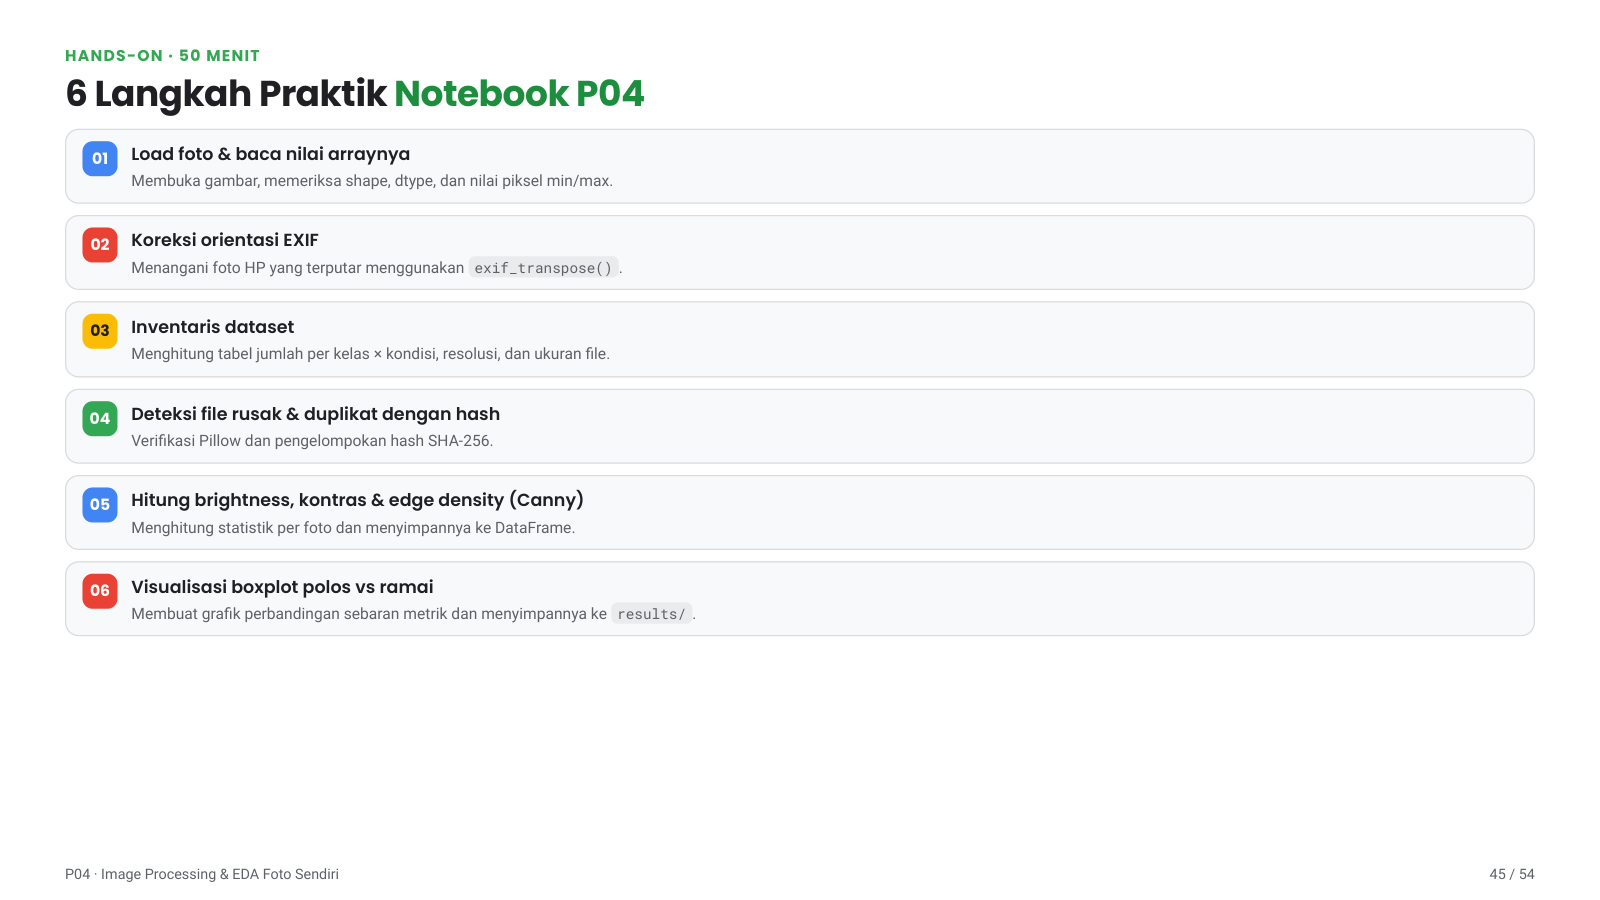 HANDS-ON · 50 MENIT
6 Langkah Praktik Notebook P04
01
Load foto & baca nilai arraynya
Membuka gambar, memeriksa shape, dtype, dan nilai piksel min/max.
02
Koreksi orientasi EXIF
Menangani foto HP yang terputar menggunakan exif_transpose().
03
Inventaris dataset
Menghitung tabel jumlah per kelas × kondisi, resolusi, dan ukuran file.
04
Deteksi file rusak & duplikat dengan hash
Verifikasi Pillow dan pengelompokan hash SHA-256.
05
Hitung brightness, kontras & edge density (Canny)
Menghitung statistik per foto dan menyimpannya ke DataFrame.
06
Visualisasi boxplot polos vs ramai
Membuat grafik perbandingan sebaran metrik dan menyimpannya ke results/.
P04 · Image Processing & EDA Foto Sendiri
45 / 54